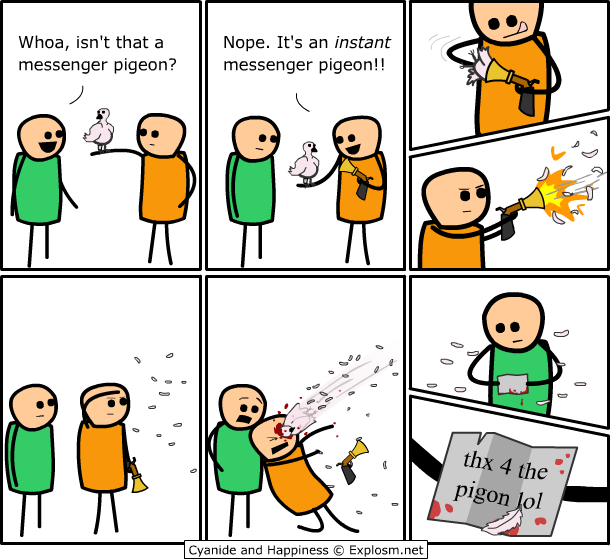 Whoa, isn't that a
messenger pigeon?
Nope. It's an instant
messenger pigeon!!
thx 4 the
pigon lol
Cyanide and Happiness © Explosm.net